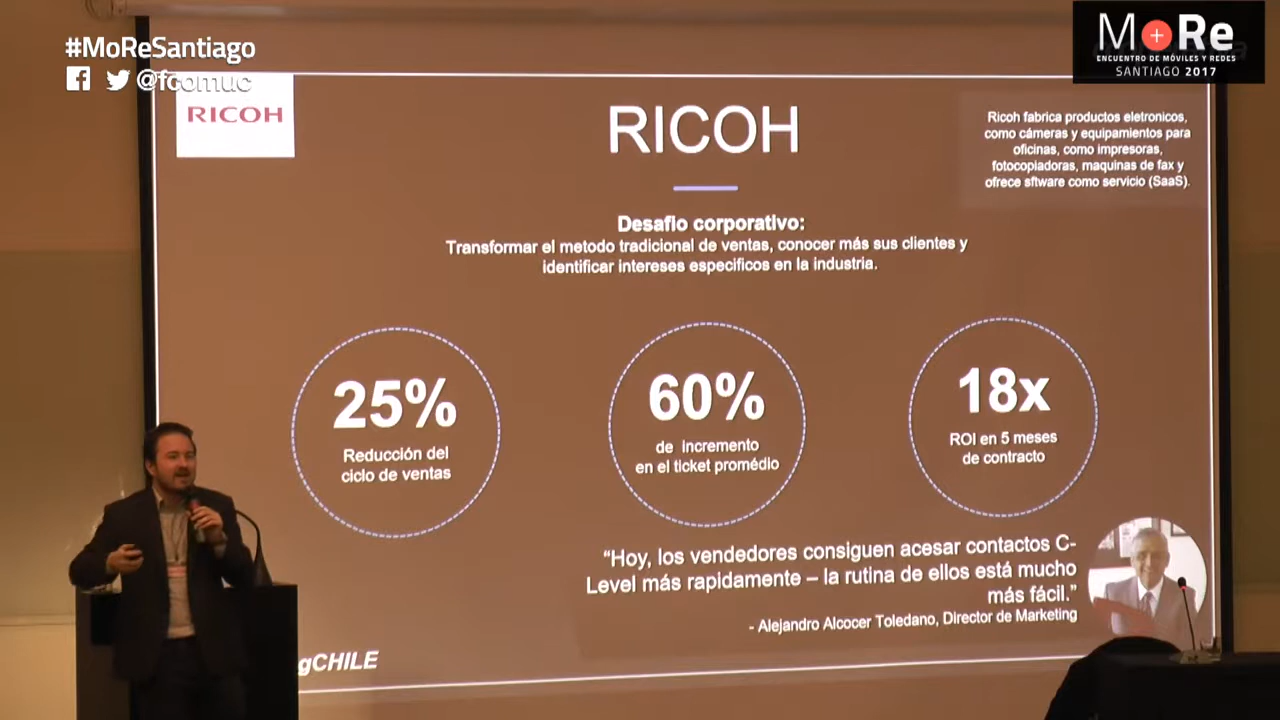 #MoReSantiago
@fcomuc
MoRe
ENCUENTRO DE MÓVILES Y REDES
SANTIAGO 2017
RICOH
RICOH
Ricoh fabrica productos eletronicos,
como cámeras y equipamientos para
oficinas, como impresoras,
fotocopiadoras, maquinas de fax y
ofrece sftware como servicio (SaaS).
Desafio corporativo:
Transformar el metodo tradicional de ventas, conocer más sus clientes y
identificar intereses especificos en la industria.
25%
Reducción del
ciclo de ventas
60%
de incremento
en el ticket promédio
18x
ROI en 5 meses
de contracto
“Hoy, los vendedores consiguen acesar contactos C-
Level más rapidamente – la rutina de ellos está mucho
más fácil.”
- Alejandro Alcocer Toledano, Director de Marketing
gCHILE